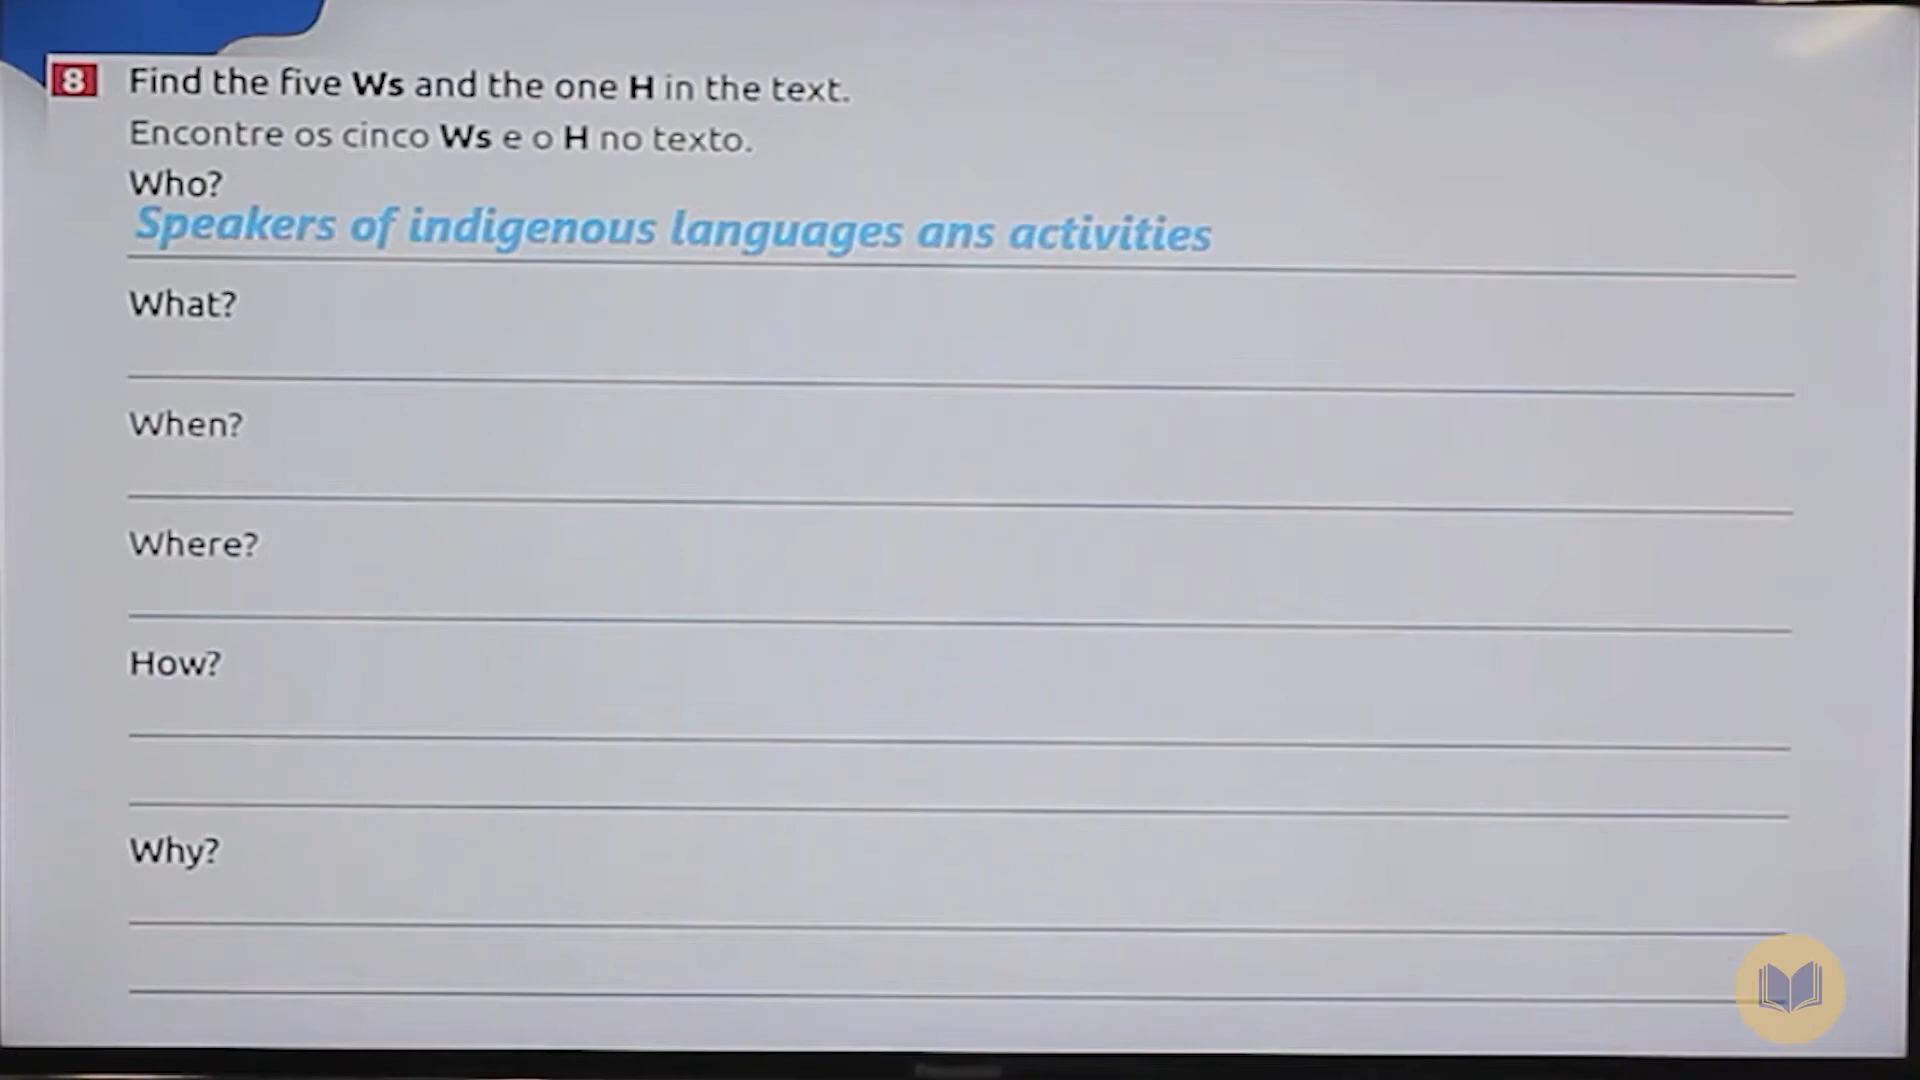 8 Find the five Ws and the one H in the text.
Encontre os cinco Ws e o H no texto.
Who?
Speakers of indigenous languages ans activities
What?
When?
Where?
How?
Why?